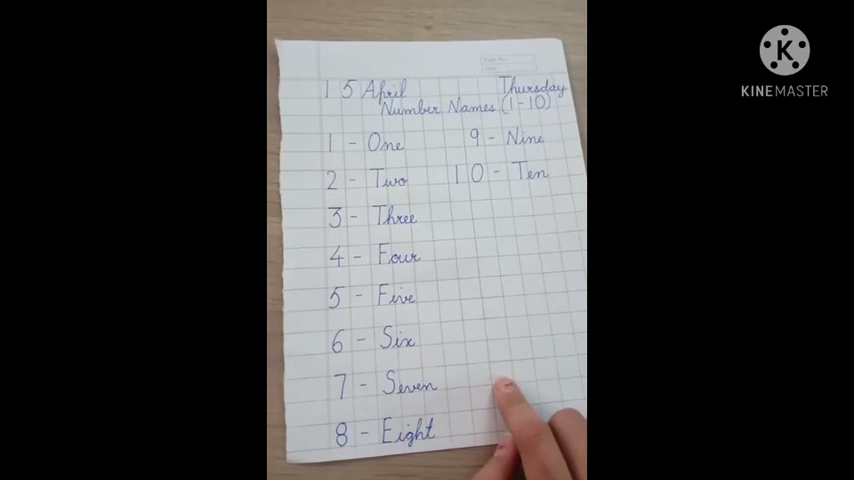 15 April Thursday
Number Names (1-10)
1 - One
2 - Two
3 - Three
4 - Four
5 - Five
6 - Six
7 - Seven
8 - Eight
9 - Nine
10 - Ten
K
KINEMASTER